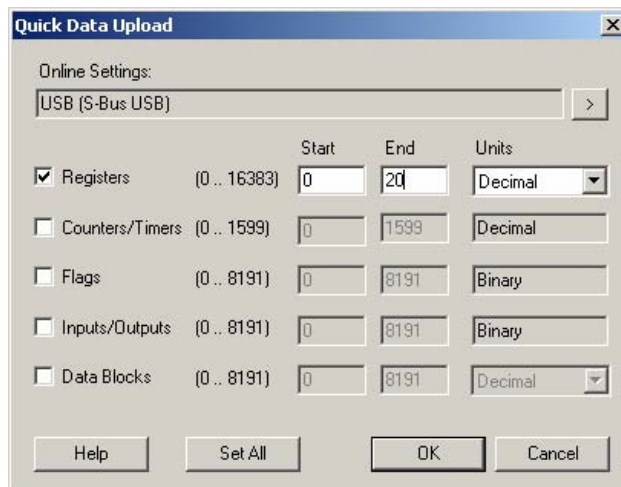 Quick Data Upload
Online Settings:
USB (S-Bus USB) >
Start End Units
Registers (0 .. 16383) 0 20 Decimal
Counters/Timers (0 .. 1599) 0 1599 Decimal
Flags (0 .. 8191) 0 8191 Binary
Inputs/Outputs (0 .. 8191) 0 8191 Binary
Data Blocks (0 .. 8191) 0 8191 Decimal
Help Set All OK Cancel